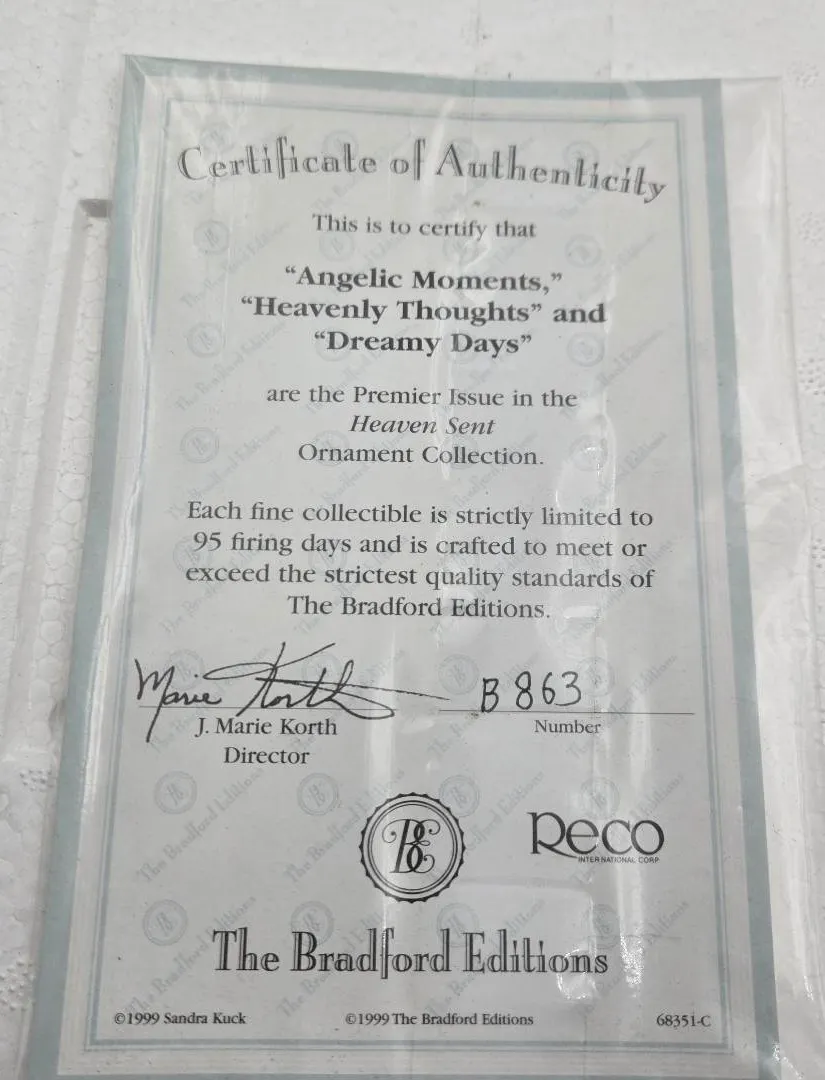 Certificate of Authenticity
This is to certify that
“Angelic Moments,”
“Heavenly Thoughts” and
“Dreamy Days”
are the Premier Issue in the
Heaven Sent
Ornament Collection.
Each fine collectible is strictly limited to
95 firing days and is crafted to meet or
exceed the strictest quality standards of
The Bradford Editions.
Marie Korth
B 863
J. Marie Korth
Number
Director
BE
Reco
INTERNATIONAL CORP
The Bradford Editions
©1999 Sandra Kuck
©1999 The Bradford Editions
68351-C